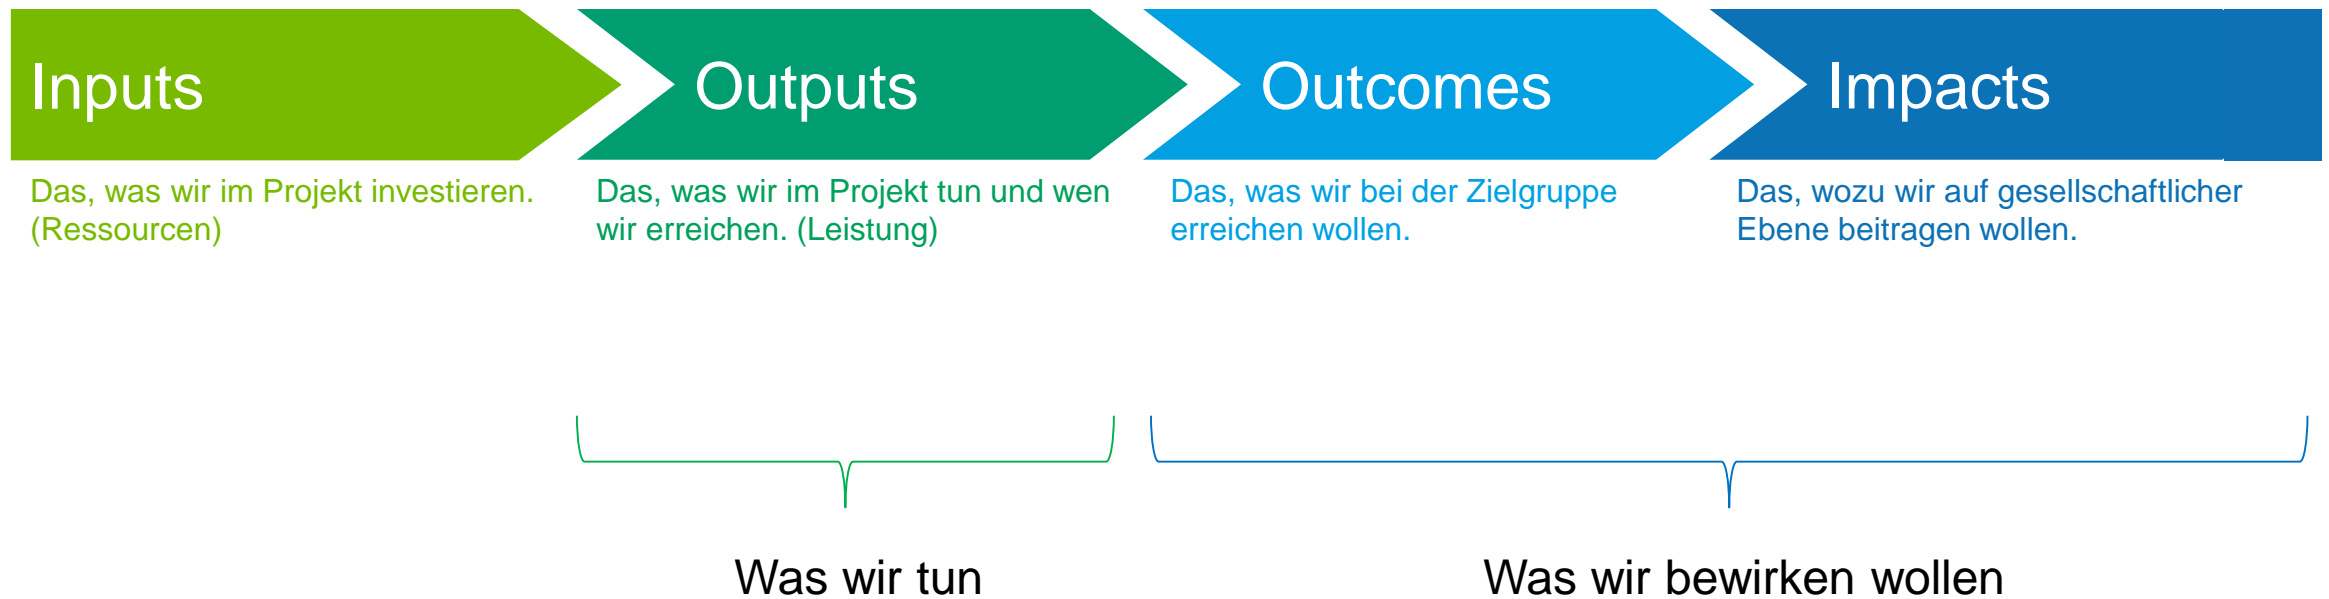 Inputs
Outputs
Outcomes
Impacts
Das, was wir im Projekt investieren.
(Ressourcen)
Das, was wir im Projekt tun und wen
wir erreichen. (Leistung)
Das, was wir bei der Zielgruppe
erreichen wollen.
Das, wozu wir auf gesellschaftlicher
Ebene beitragen wollen.
Was wir tun
Was wir bewirken wollen